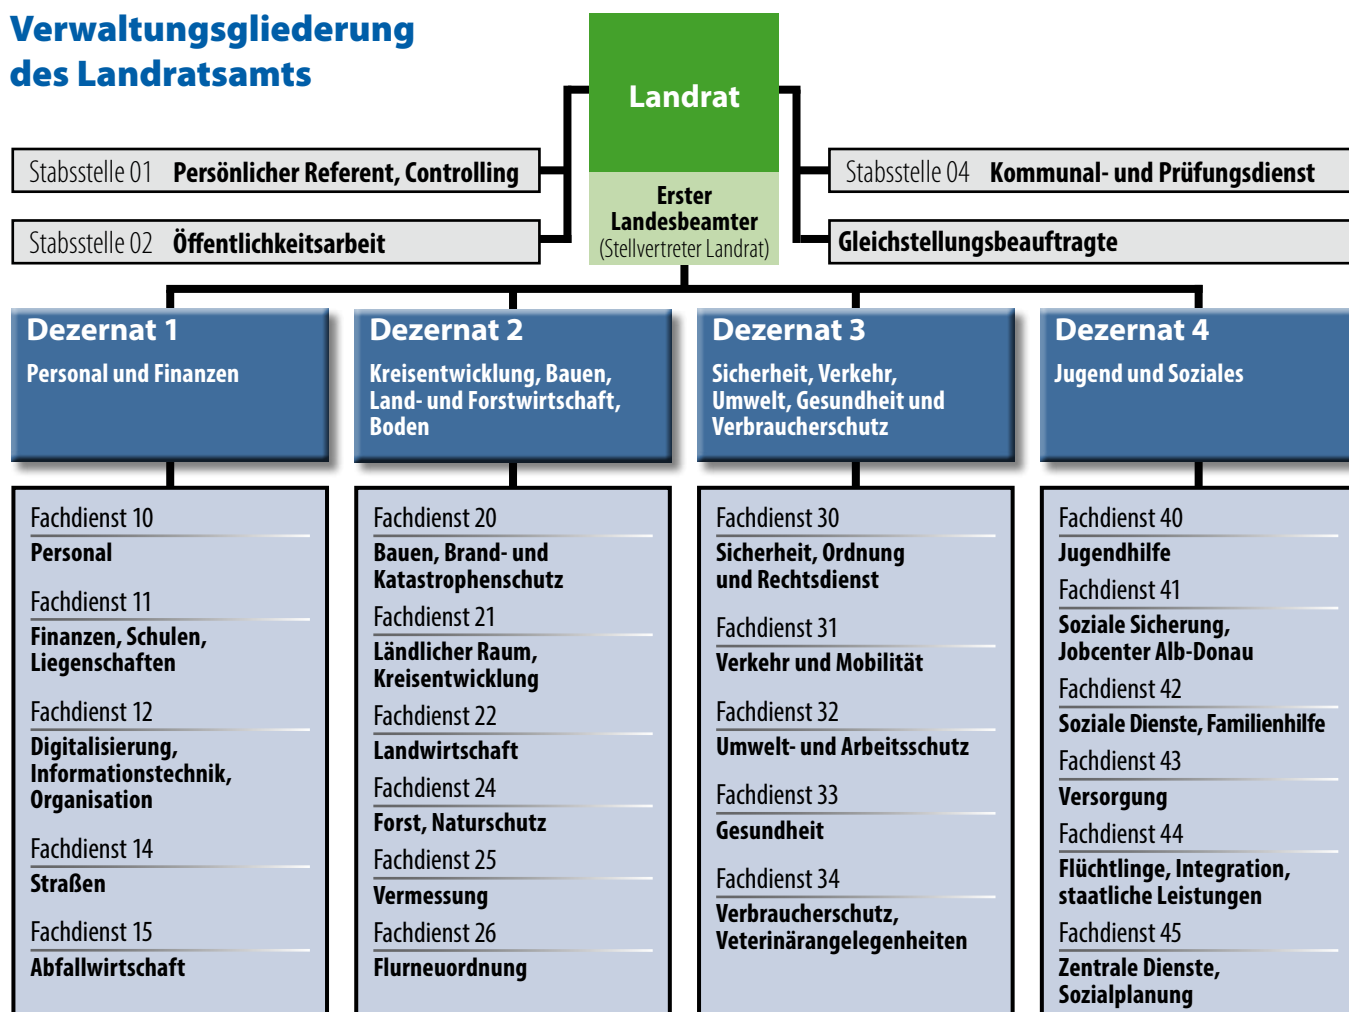 Verwaltungsgliederung
des Landratsamts
Landrat
Erster
Landesbeamter
(Stellvertreter Landrat)
Stabsstelle 01 Persönlicher Referent, Controlling
Stabsstelle 02 Öffentlichkeitsarbeit
Stabsstelle 04 Kommunal- und Prüfungsdienst
Gleichstellungsbeauftragte
Dezernat 1
Personal und Finanzen
Fachdienst 10
Personal
Fachdienst 11
Finanzen, Schulen,
Liegenschaften
Fachdienst 12
Digitalisierung,
Informationstechnik,
Organisation
Fachdienst 14
Straßen
Fachdienst 15
Abfallwirtschaft
Dezernat 2
Kreisentwicklung, Bauen,
Land- und Forstwirtschaft,
Boden
Fachdienst 20
Bauen, Brand- und
Katastrophenschutz
Fachdienst 21
Ländlicher Raum,
Kreisentwicklung
Fachdienst 22
Landwirtschaft
Fachdienst 24
Forst, Naturschutz
Fachdienst 25
Vermessung
Fachdienst 26
Flurneuordnung
Dezernat 3
Sicherheit, Verkehr,
Umwelt, Gesundheit und
Verbraucherschutz
Fachdienst 30
Sicherheit, Ordnung
und Rechtsdienst
Fachdienst 31
Verkehr und Mobilität
Fachdienst 32
Umwelt- und Arbeitsschutz
Fachdienst 33
Gesundheit
Fachdienst 34
Verbraucherschutz,
Veterinärangelegenheiten
Dezernat 4
Jugend und Soziales
Fachdienst 40
Jugendhilfe
Fachdienst 41
Soziale Sicherung,
Jobcenter Alb-Donau
Fachdienst 42
Soziale Dienste, Familienhilfe
Fachdienst 43
Versorgung
Fachdienst 44
Flüchtlinge, Integration,
staatliche Leistungen
Fachdienst 45
Zentrale Dienste,
Sozialplanung